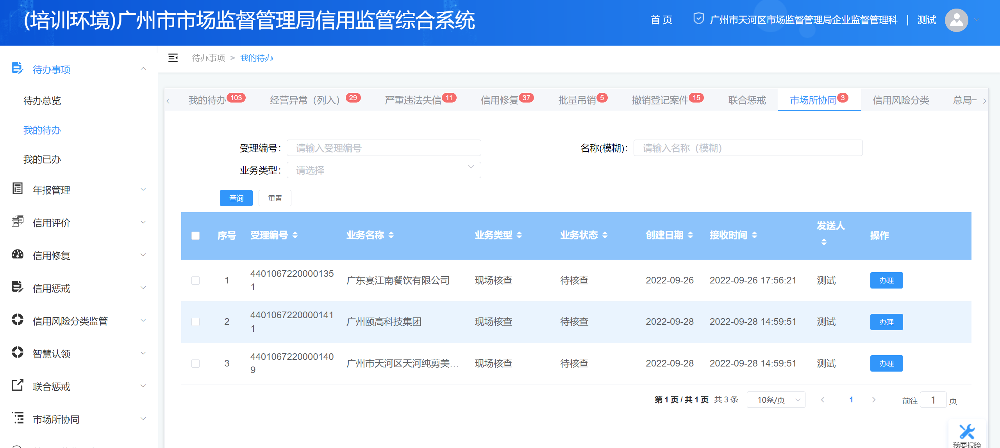 (培训环境)广州市市场监督管理局信用监管综合系统
首 页
广州市天河区市场监督管理局企业监督管理科 | 测试
待办事项
待办总览
我的待办
我的已办
年报管理
信用评价
信用修复
信用惩戒
信用风险分类监管
智慧认领
联合惩戒
市场所协同
待办事项 > 我的待办
我的待办 103 经营异常（列入） 29 严重违法失信 11 信用修复 37 批量吊销 5 撤销登记案件 15 联合惩戒 市场所协同 3 信用风险分类 总局一
受理编号： 请输入受理编号 名称(模糊)： 请输入名称（模糊）
业务类型： 请选择
查询 重置
序号 受理编号 业务名称 业务类型 业务状态 创建日期 接收时间 发送人 操作
1 44010672200001351 广东宴江南餐饮有限公司 现场核查 待核查 2022-09-26 2022-09-26 17:56:21 测试 办理
2 44010672200001411 广州颐高科技集团 现场核查 待核查 2022-09-28 2022-09-28 14:59:51 测试 办理
3 44010672200001409 广州市天河区天河纯剪美... 现场核查 待核查 2022-09-28 2022-09-28 14:59:51 测试 办理
第 1 页 / 共 1 页 共 3 条 10条/页 1 前往 1 页
我要报障